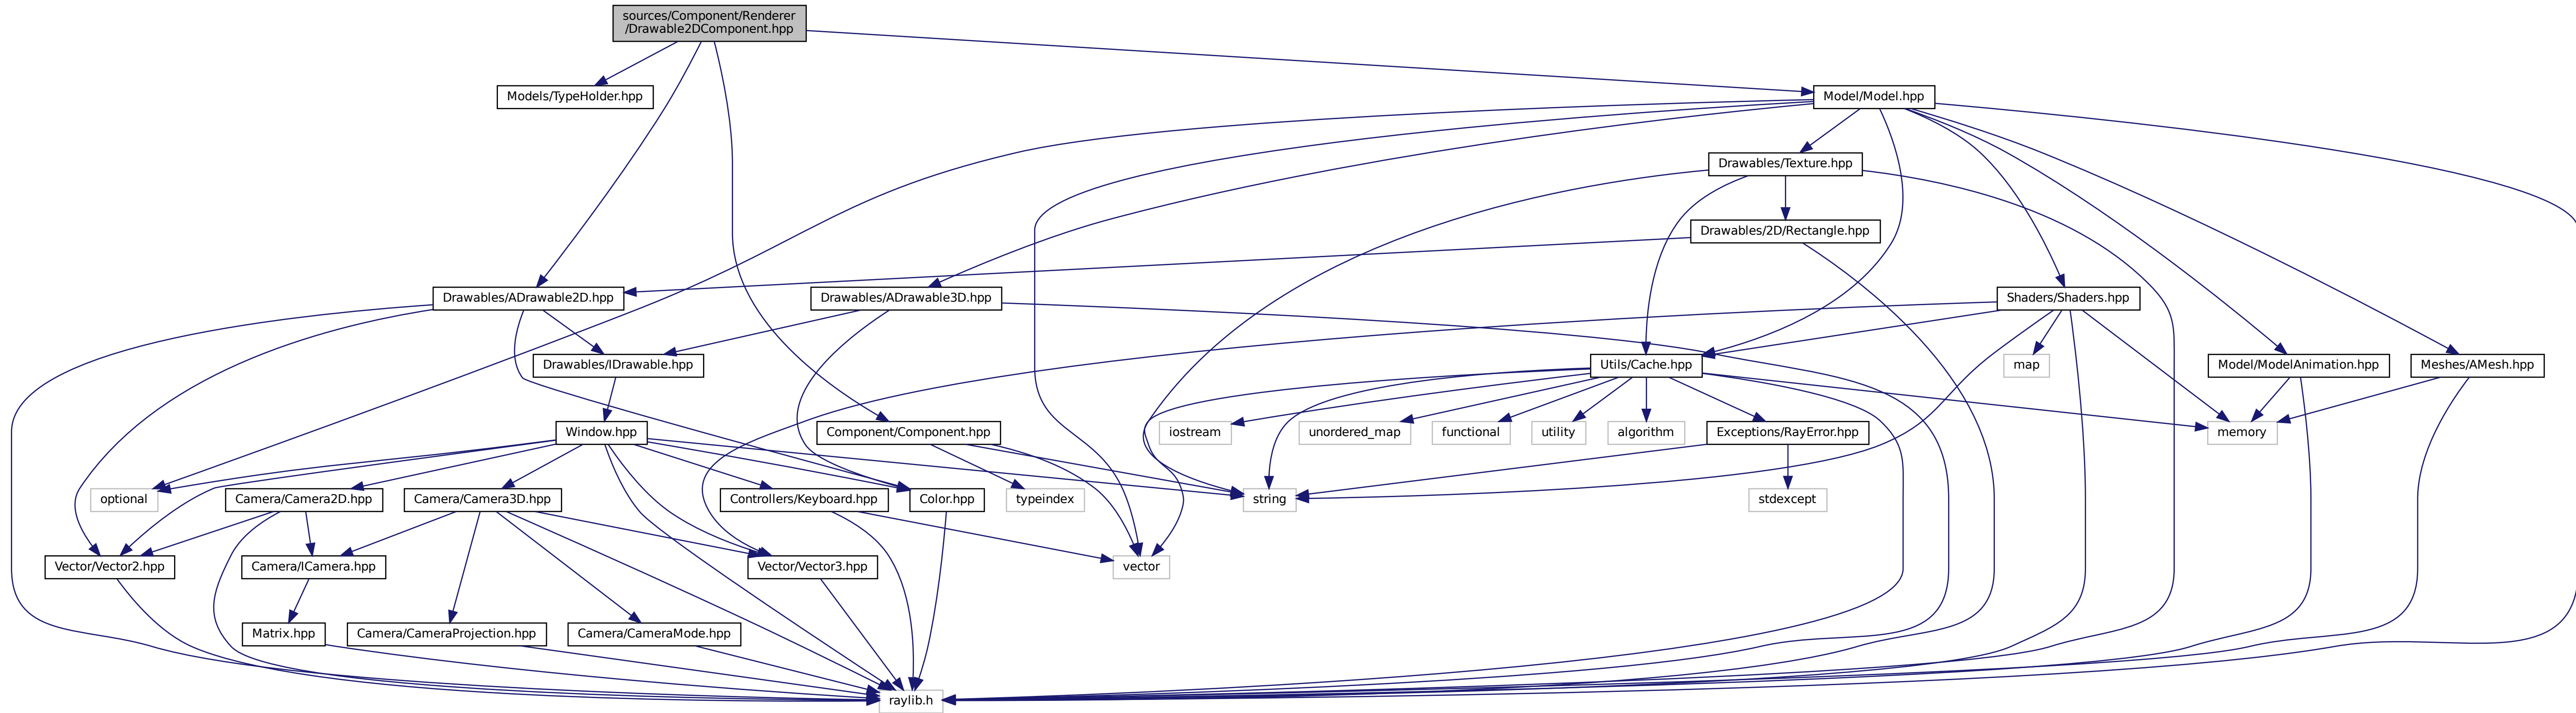 sources/Component/Renderer
/Drawable2DComponent.hpp
Models/TypeHolder.hpp
Model/Model.hpp
Drawables/Texture.hpp
Drawables/2D/Rectangle.hpp
Drawables/ADrawable2D.hpp
Drawables/ADrawable3D.hpp
Shaders/Shaders.hpp
Drawables/IDrawable.hpp
Utils/Cache.hpp
map
Model/ModelAnimation.hpp
Meshes/AMesh.hpp
Window.hpp
Component/Component.hpp
iostream
unordered_map
functional
utility
algorithm
Exceptions/RayError.hpp
memory
optional
Camera/Camera2D.hpp
Camera/Camera3D.hpp
Controllers/Keyboard.hpp
Color.hpp
typeindex
string
stdexcept
Vector/Vector2.hpp
Camera/ICamera.hpp
Vector/Vector3.hpp
vector
Matrix.hpp
Camera/CameraProjection.hpp
Camera/CameraMode.hpp
raylib.h